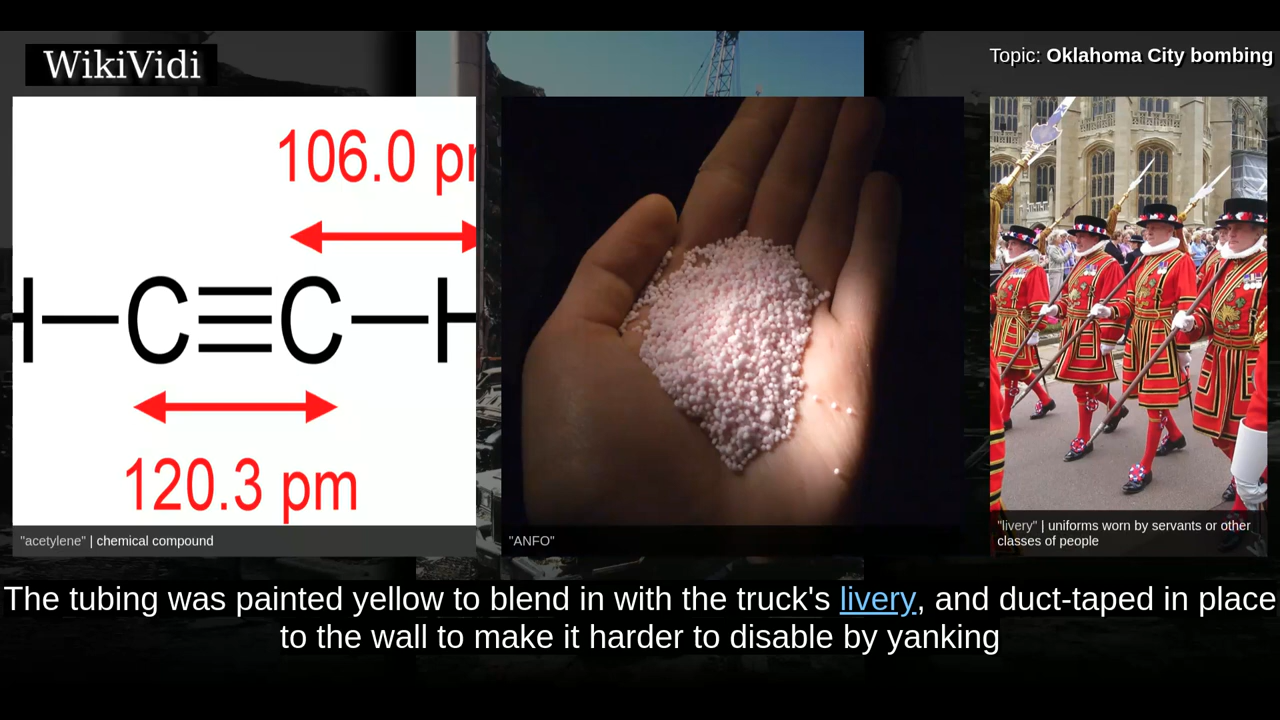 WikiVidi
Topic: Oklahoma City bombing
106.0
H C C H
120.3 pm
"acetylene" | chemical compound
"ANFO"
"livery" | uniforms worn by servants or other
classes of people
The tubing was painted yellow to blend in with the truck's livery, and duct-taped in place
to the wall to make it harder to disable by yanking